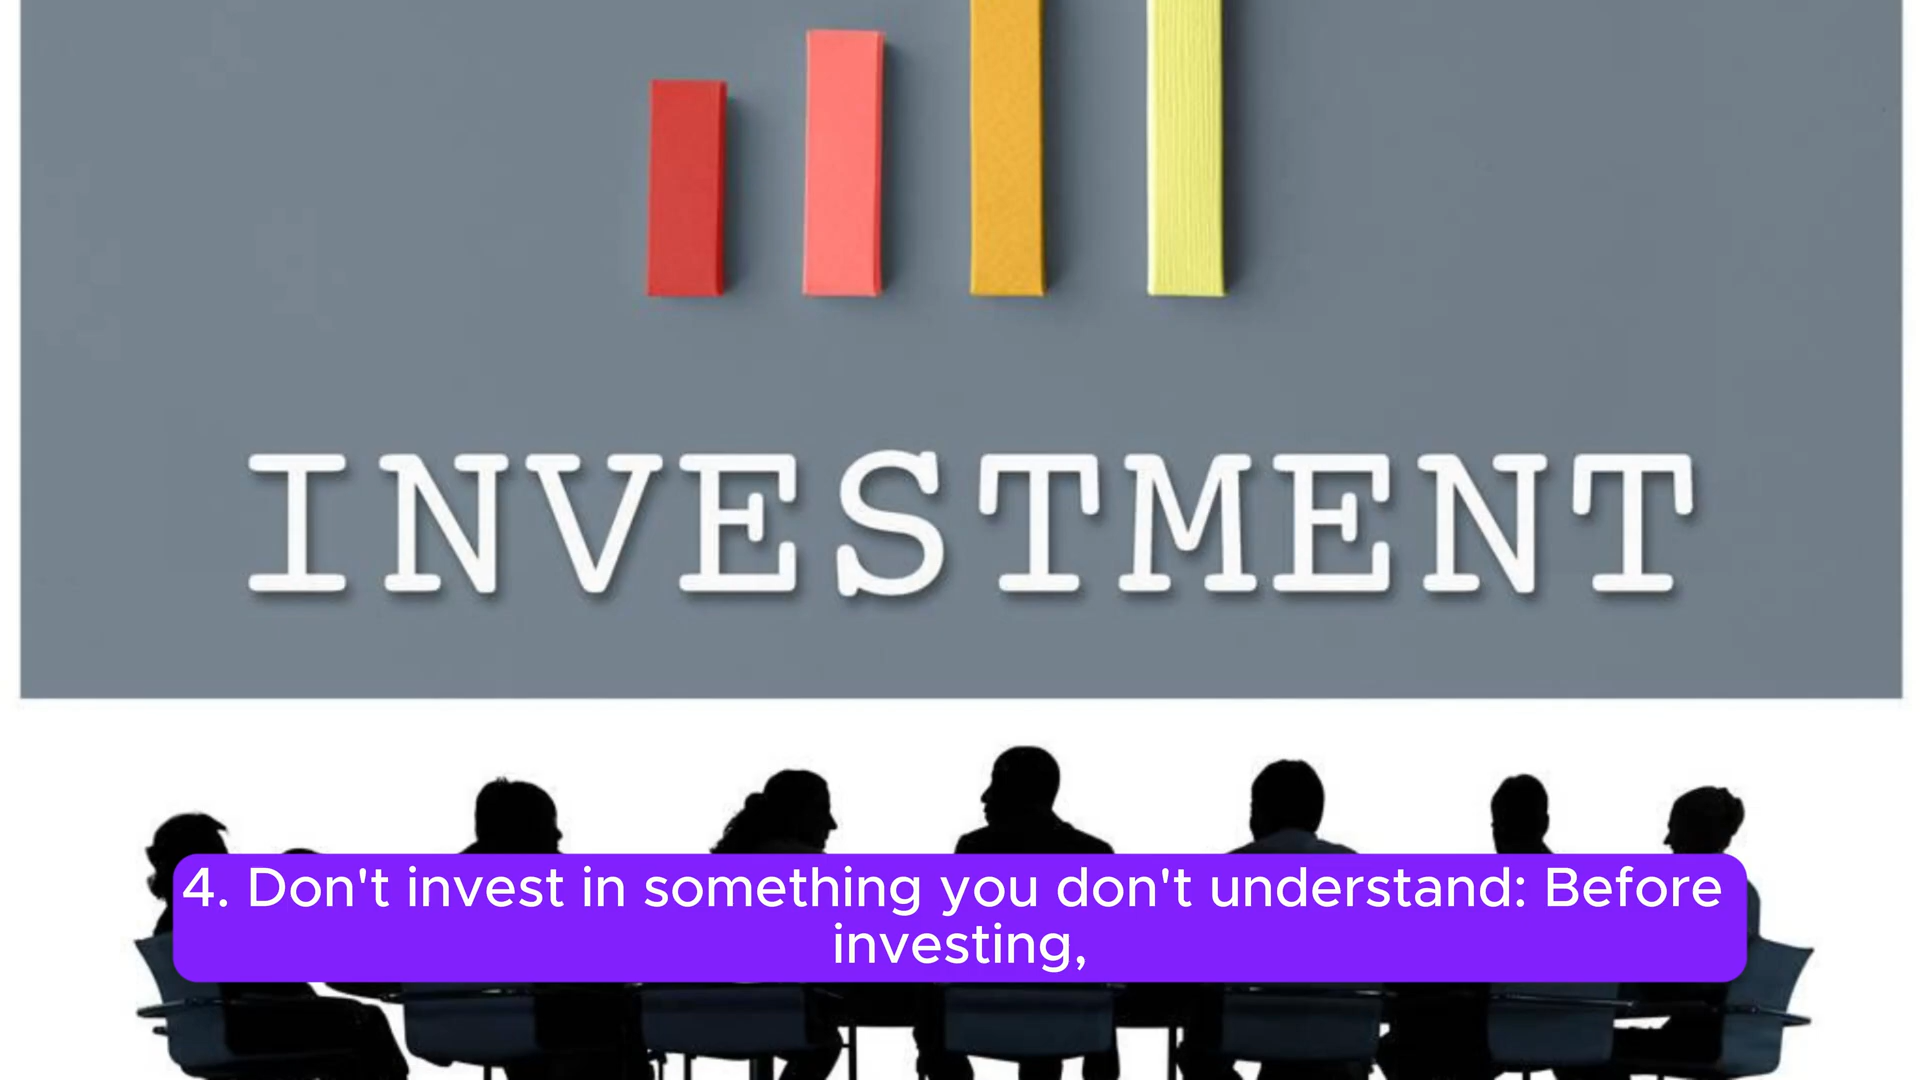 INVESTMENT
4. Don't invest in something you don't understand: Before
investing,